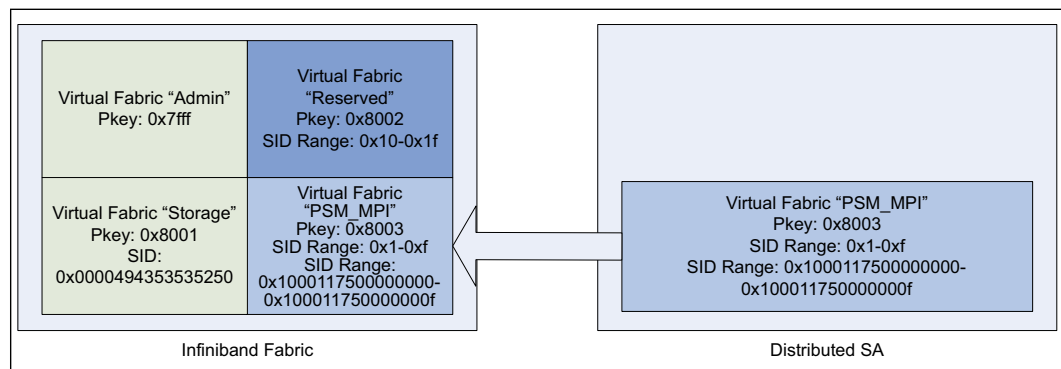 Virtual Fabric “Admin”
Pkey: 0x7fff
Virtual Fabric
“Reserved”
Pkey: 0x8002
SID Range: 0x10-0x1f
Virtual Fabric “Storage”
Pkey: 0x8001
SID:
0x0000494353535250
Virtual Fabric
“PSM_MPI”
Pkey: 0x8003
SID Range: 0x1-0xf
SID Range:
0x1000117500000000-
0x100011750000000f
Virtual Fabric “PSM_MPI”
Pkey: 0x8003
SID Range: 0x1-0xf
SID Range: 0x1000117500000000-
0x100011750000000f
Infiniband Fabric
Distributed SA